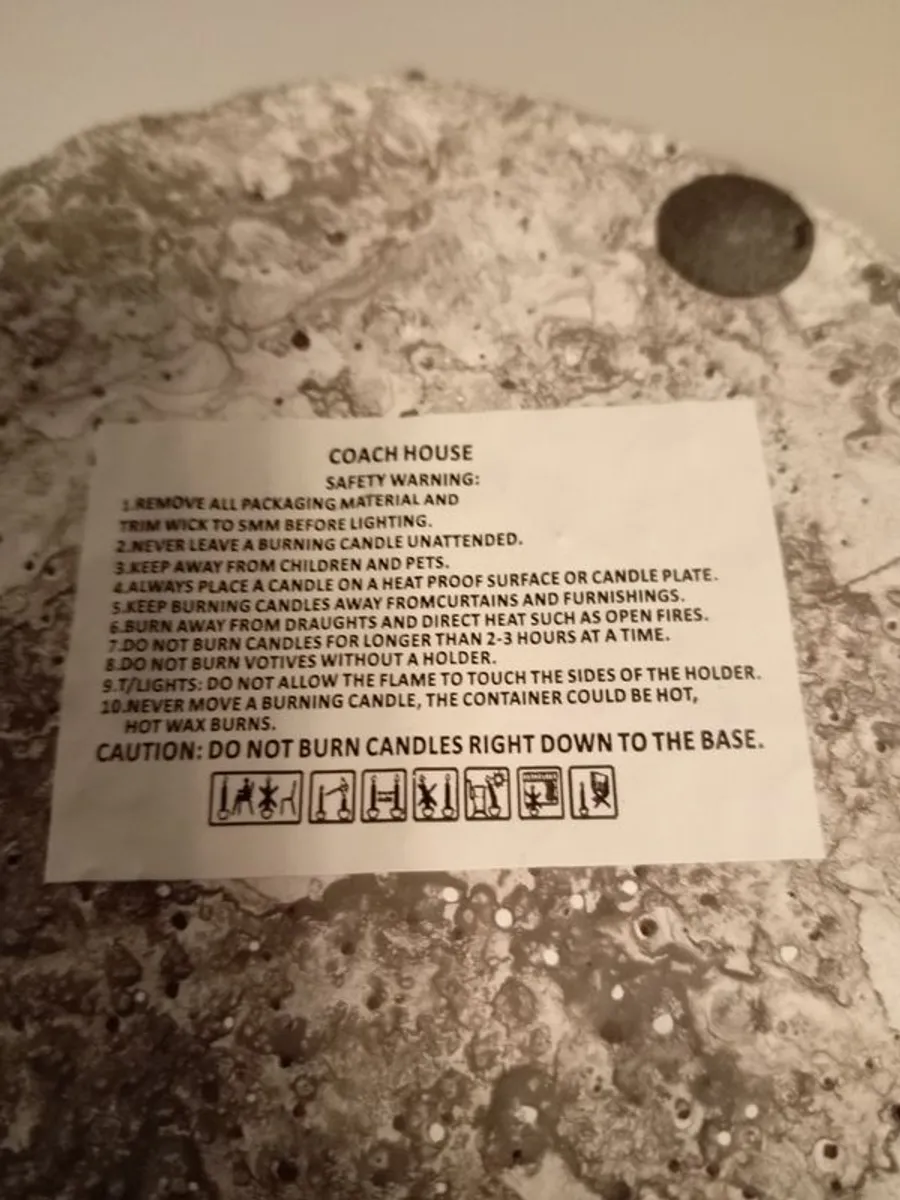 COACH HOUSE
SAFETY WARNING:
1.REMOVE ALL PACKAGING MATERIAL AND
TRIM WICK TO 5MM BEFORE LIGHTING.
2.NEVER LEAVE A BURNING CANDLE UNATTENDED.
3.KEEP AWAY FROM CHILDREN AND PETS.
4.ALWAYS PLACE A CANDLE ON A HEAT PROOF SURFACE OR CANDLE PLATE.
5.KEEP BURNING CANDLES AWAY FROMCURTAINS AND FURNISHINGS.
6.BURN AWAY FROM DRAUGHTS AND DIRECT HEAT SUCH AS OPEN FIRES.
7.DO NOT BURN CANDLES FOR LONGER THAN 2-3 HOURS AT A TIME.
8.DO NOT BURN VOTIVES WITHOUT A HOLDER.
9.T/LIGHTS: DO NOT ALLOW THE FLAME TO TOUCH THE SIDES OF THE HOLDER.
10.NEVER MOVE A BURNING CANDLE, THE CONTAINER COULD BE HOT,
HOT WAX BURNS.
CAUTION: DO NOT BURN CANDLES RIGHT DOWN TO THE BASE.